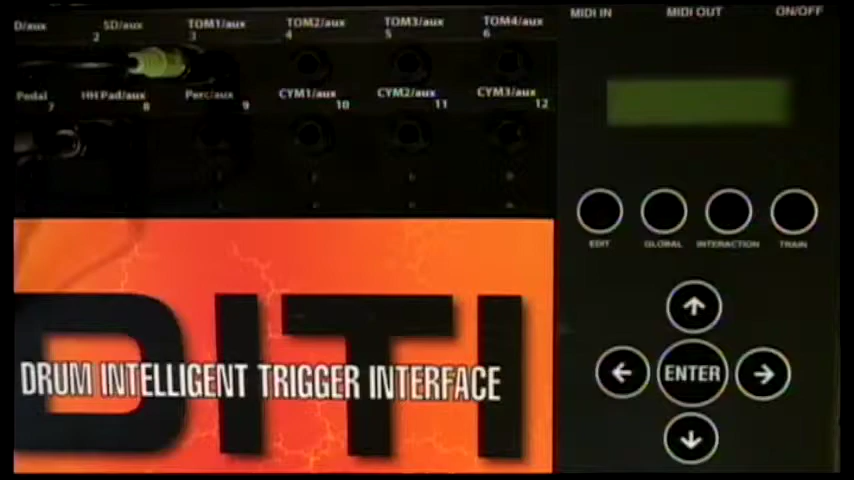 D/aux SD/aux TOM1/aux TOM2/aux TOM3/aux TOM4/aux
2 3 4 5 6
Pedal HH Pad/aux Perc/aux CYM1/aux CYM2/aux CYM3/aux
7 8 9 10 11 12
MIDI IN MIDI OUT ON/OFF
EDIT GLOBAL INTERACTION TRAIN
ENTER
DITI
DRUM INTELLIGENT TRIGGER INTERFACE